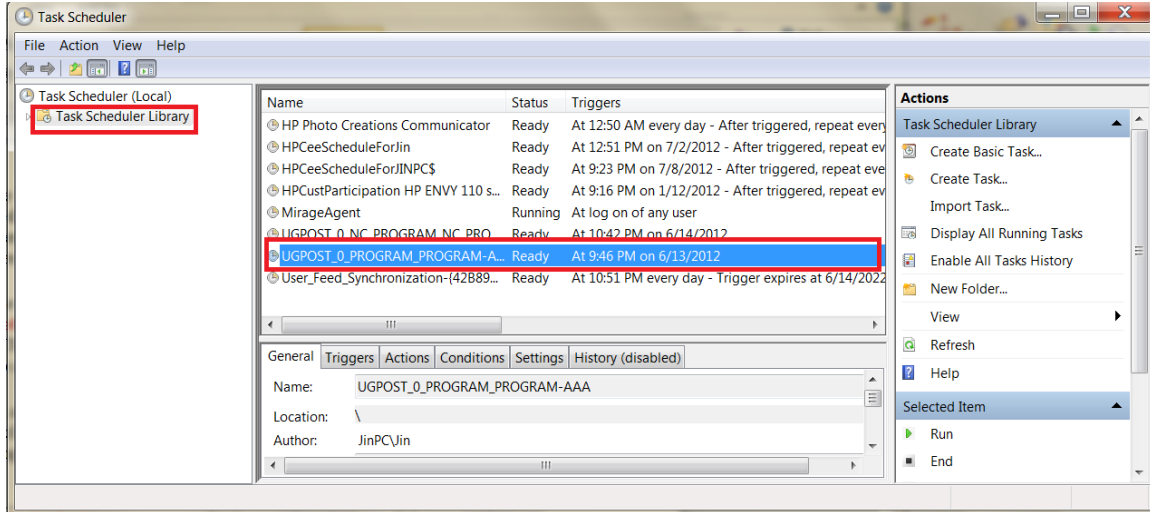 Task Scheduler
File Action View Help
Task Scheduler (Local)
Task Scheduler Library
Name Status Triggers
HP Photo Creations Communicator Ready At 12:50 AM every day - After triggered, repeat every
HPCeeScheduleForJin Ready At 12:51 PM on 7/2/2012 - After triggered, repeat ev
HPCeeScheduleForJINPC$ Ready At 9:23 PM on 7/8/2012 - After triggered, repeat eve
HPCustParticipation HP ENVY 110 s... Ready At 9:16 PM on 1/12/2012 - After triggered, repeat ev
MirageAgent Running At log on of any user
UGPOST_0_NC_PROGRAM_NC_PRO... Ready At 10:42 PM on 6/14/2012
UGPOST_0_PROGRAM_PROGRAM-A... Ready At 9:46 PM on 6/13/2012
User_Feed_Synchronization-{42B89... Ready At 10:51 PM every day - Trigger expires at 6/14/2022
General Triggers Actions Conditions Settings History (disabled)
Name: UGPOST_0_PROGRAM_PROGRAM-AAA
Location: \
Author: JinPC\Jin
Actions
Task Scheduler Library
Create Basic Task...
Create Task...
Import Task...
Display All Running Tasks
Enable All Tasks History
New Folder...
View
Refresh
Help
Selected Item
Run
End